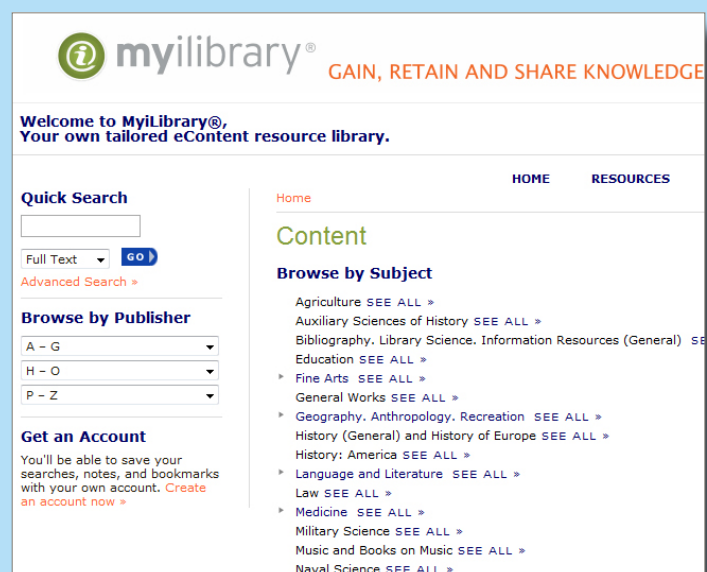 myilibrary®
GAIN, RETAIN AND SHARE KNOWLEDGE
Welcome to MyiLibrary®,
Your own tailored eContent resource library.
HOME RESOURCES
Quick Search
Full Text GO
Advanced Search »
Browse by Publisher
A – G
H – O
P – Z
Get an Account
You'll be able to save your
searches, notes, and bookmarks
with your own account. Create
an account now »
Home
Content
Browse by Subject
Agriculture SEE ALL »
Auxiliary Sciences of History SEE ALL »
Bibliography. Library Science. Information Resources (General) SE
Education SEE ALL »
Fine Arts SEE ALL »
General Works SEE ALL »
Geography. Anthropology. Recreation SEE ALL »
History (General) and History of Europe SEE ALL »
History: America SEE ALL »
Language and Literature SEE ALL »
Law SEE ALL »
Medicine SEE ALL »
Military Science SEE ALL »
Music and Books on Music SEE ALL »
Naval Science SEE ALL »